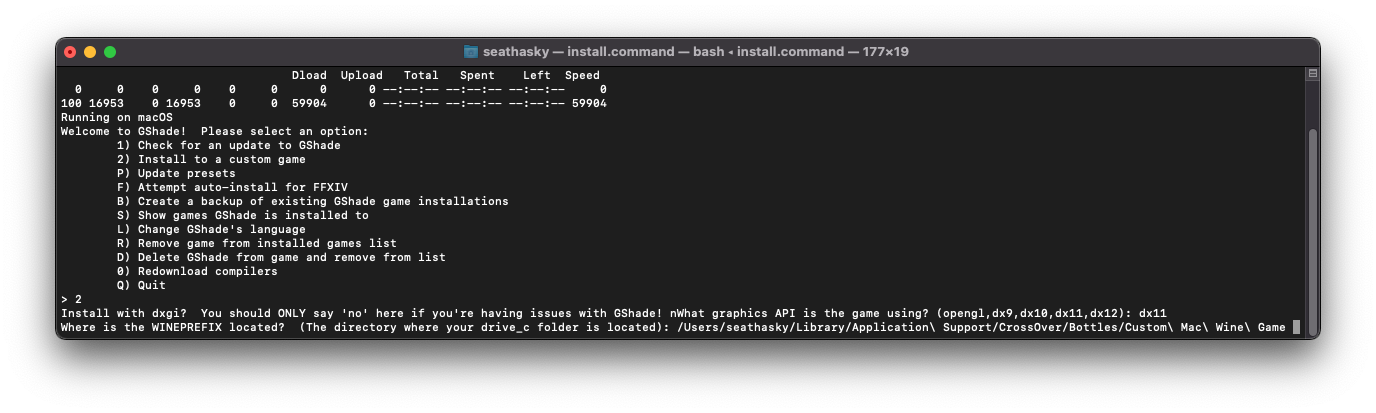 seathasky — install.command — bash ◂ install.command — 177×19
Dload  Upload   Total   Spent    Left  Speed
0     0    0     0    0     0      0      0 --:--:-- --:--:-- --:--:--     0
100 16953    0 16953    0     0  59904      0 --:--:-- --:--:-- --:--:-- 59904
Running on macOS
Welcome to GShade!  Please select an option:
1) Check for an update to GShade
2) Install to a custom game
P) Update presets
F) Attempt auto-install for FFXIV
B) Create a backup of existing GShade game installations
S) Show games GShade is installed to
L) Change GShade's language
R) Remove game from installed games list
D) Delete GShade from game and remove from list
0) Redownload compilers
Q) Quit
> 2
Install with dxgi?  You should ONLY say 'no' here if you're having issues with GShade! nWhat graphics API is the game using? (opengl,dx9,dx10,dx11,dx12): dx11
Where is the WINEPREFIX located?  (The directory where your drive_c folder is located): /Users/seathasky/Library/Application\ Support/CrossOver/Bottles/Custom\ Mac\ Wine\ Game